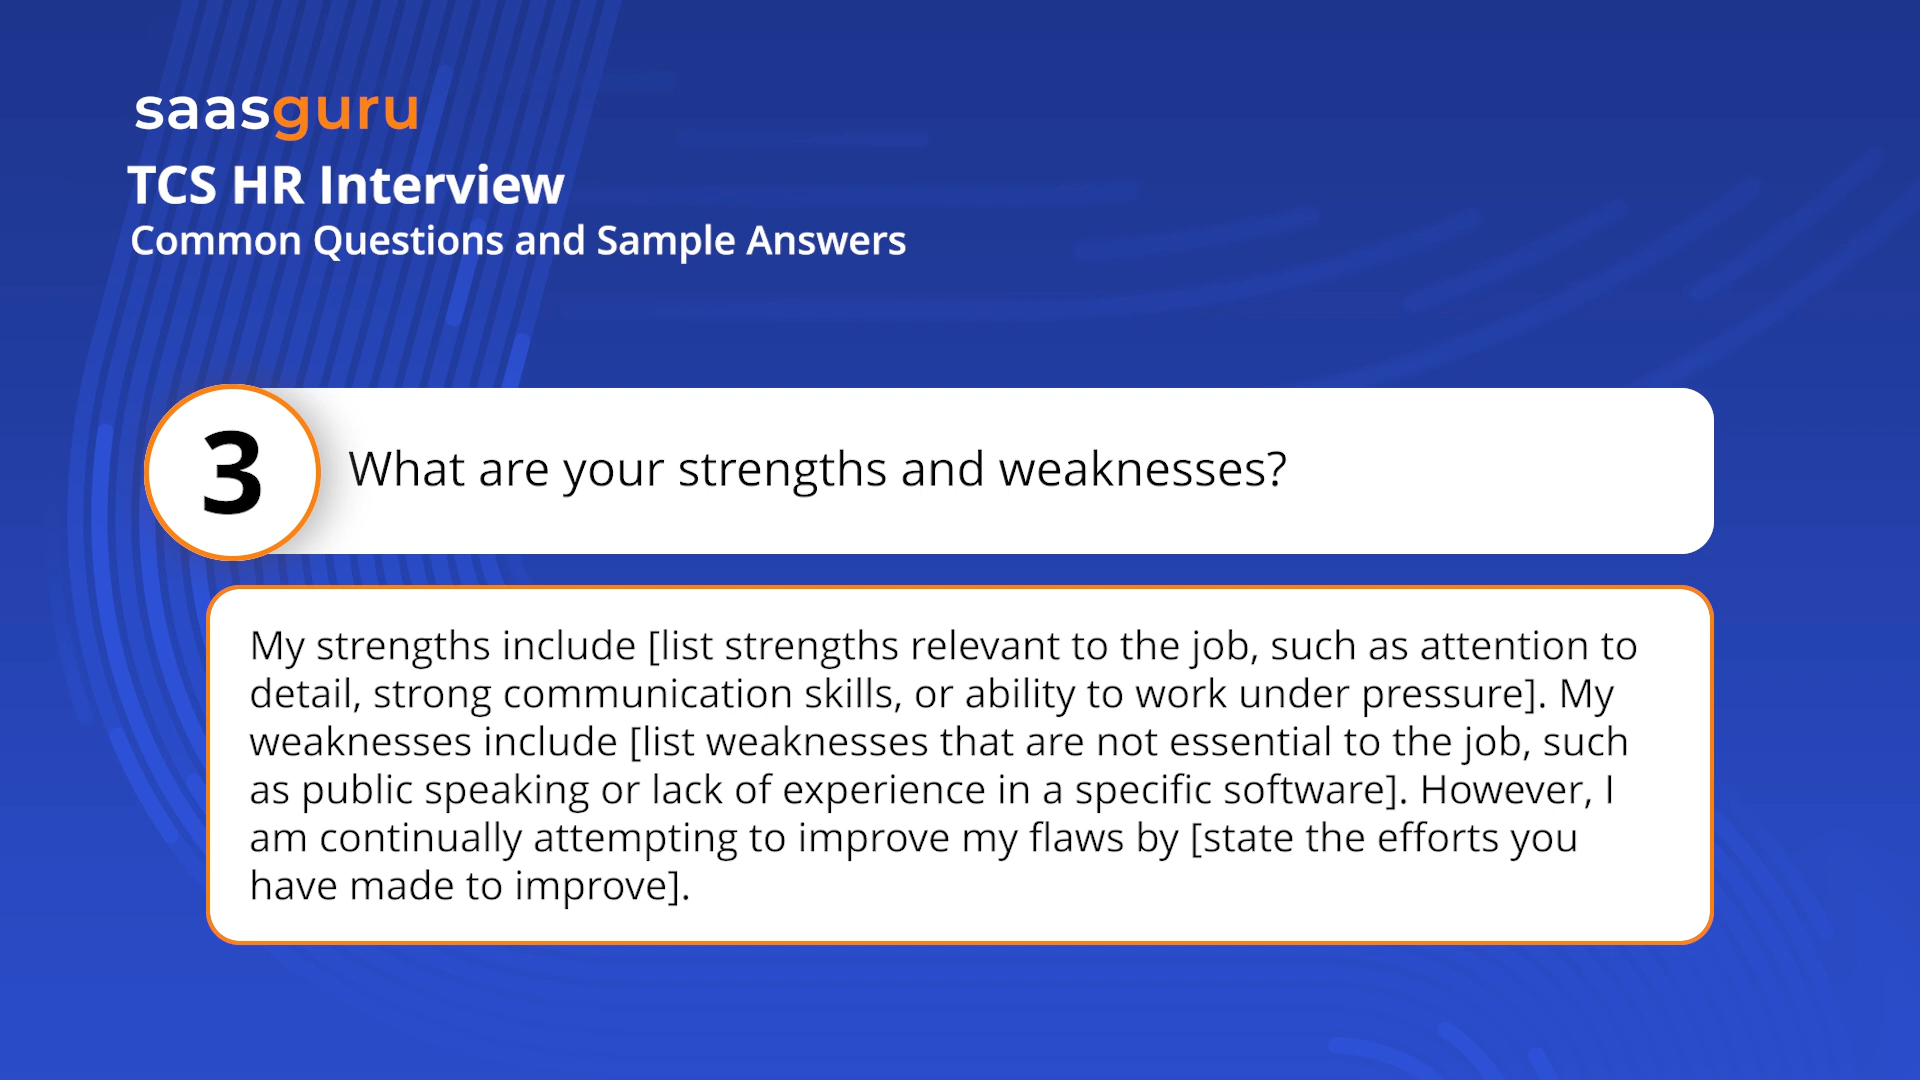 saasguru
TCS HR Interview
Common Questions and Sample Answers
3
What are your strengths and weaknesses?
My strengths include [list strengths relevant to the job, such as attention to
detail, strong communication skills, or ability to work under pressure]. My
weaknesses include [list weaknesses that are not essential to the job, such
as public speaking or lack of experience in a specific software]. However, I
am continually attempting to improve my flaws by [state the efforts you
have made to improve].